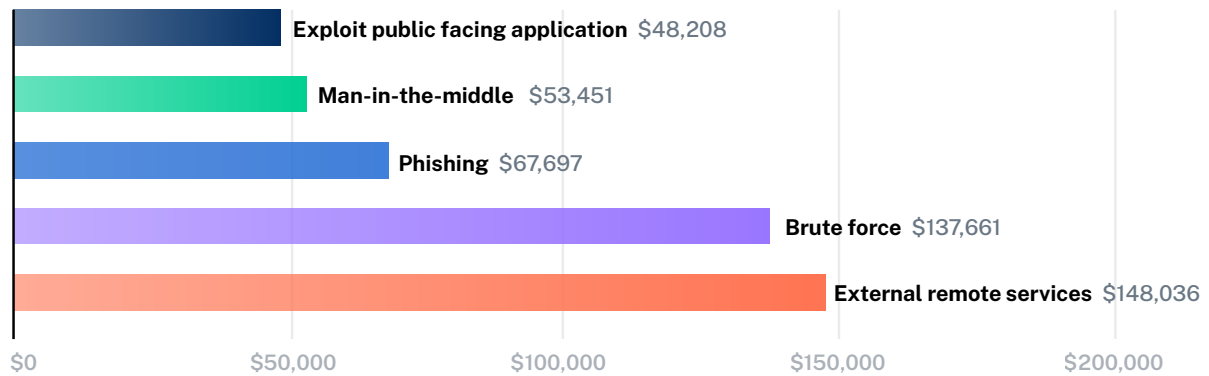 Exploit public facing application $48,208
Man-in-the-middle $53,451
Phishing $67,697
Brute force $137,661
External remote services $148,036
$0 $50,000 $100,000 $150,000 $200,000